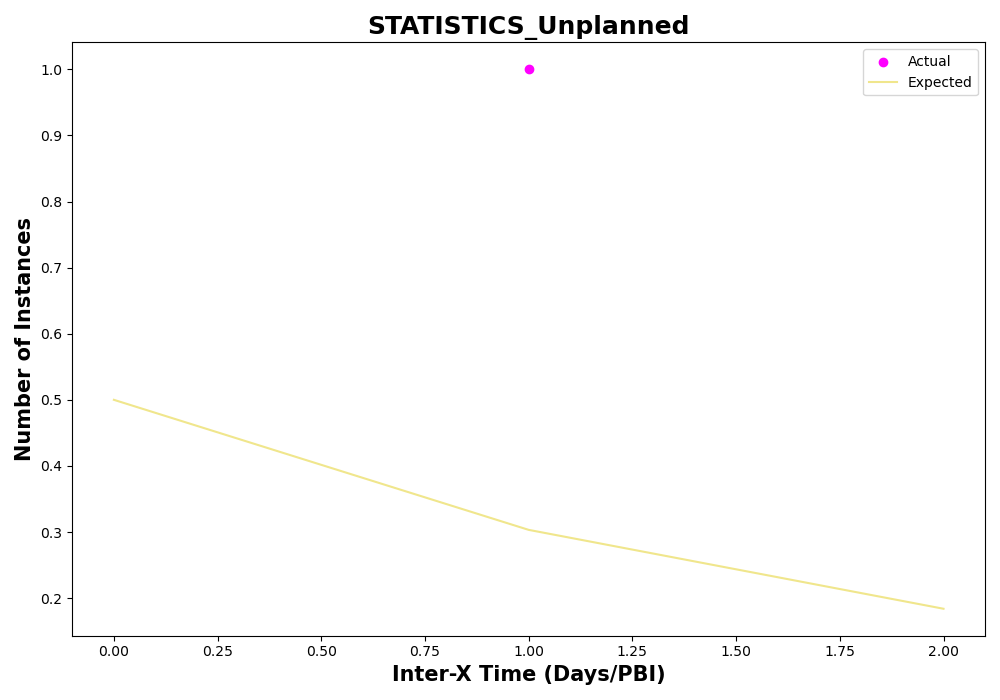 STATISTICS_Unplanned
Actual
Expected
Number of Instances
1.0
0.9
0.8
0.7
0.6
0.5
0.4
0.3
0.2
0.00 0.25 0.50 0.75 1.00 1.25 1.50 1.75 2.00
Inter-X Time (Days/PBI)